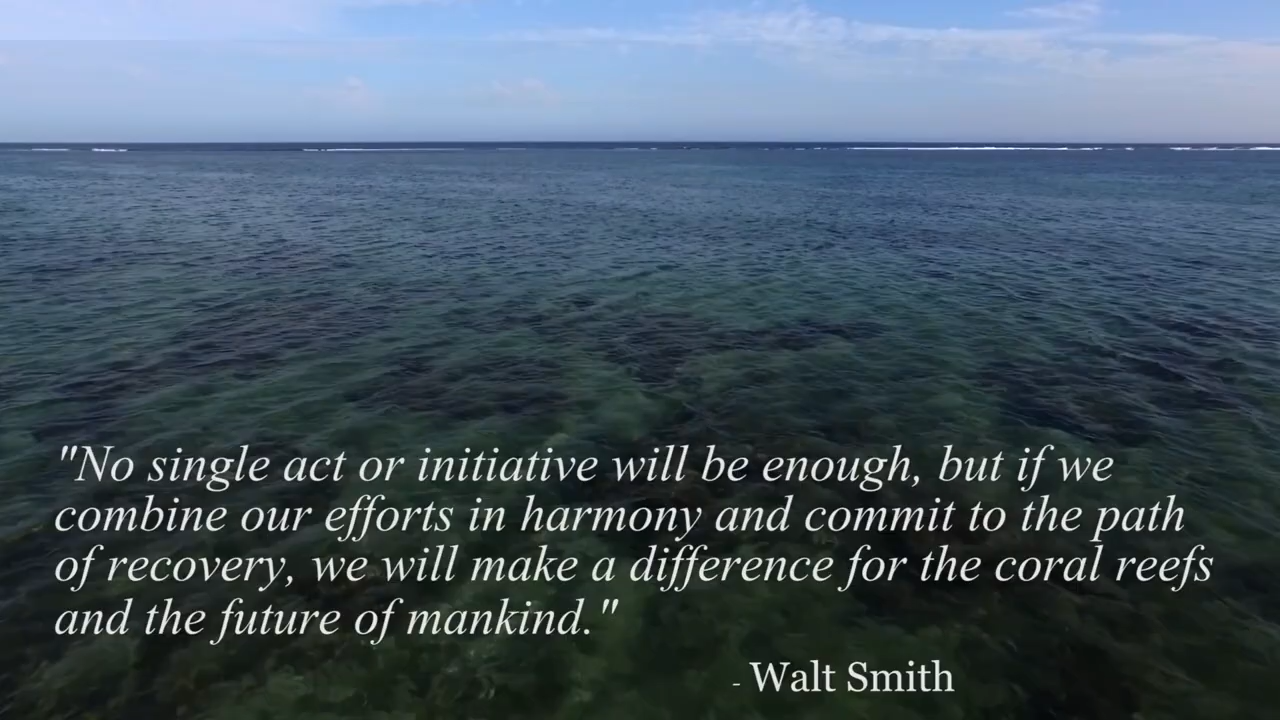 "No single act or initiative will be enough, but if we
combine our efforts in harmony and commit to the path
of recovery, we will make a difference for the coral reefs
and the future of mankind."
- Walt Smith